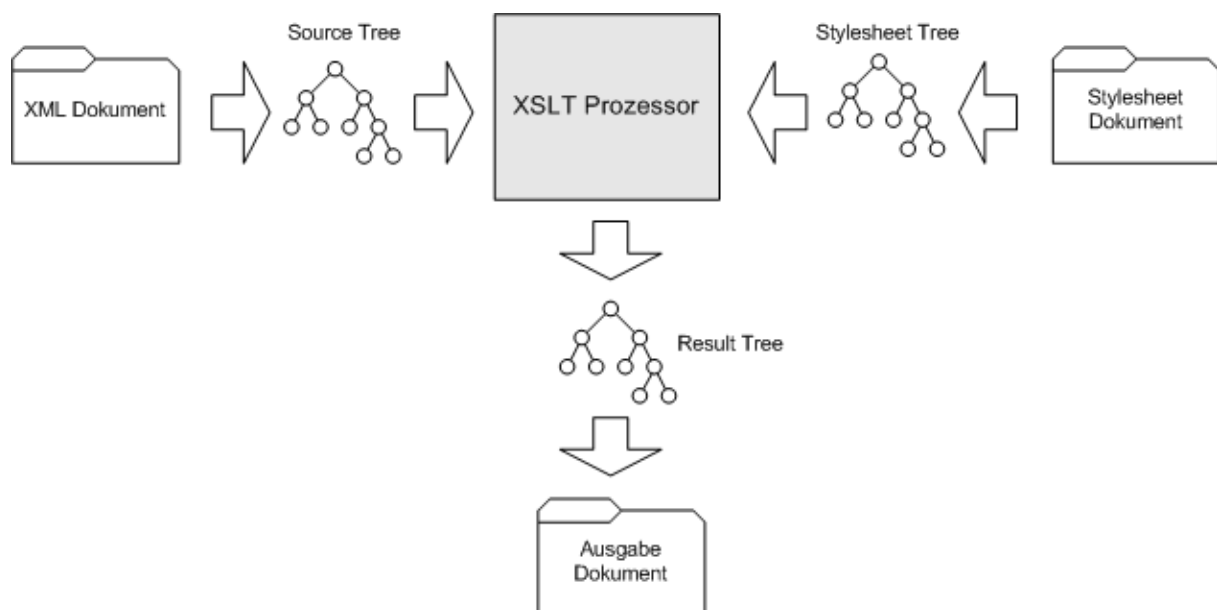 Source Tree
Stylesheet Tree
XML Dokument
XSLT Prozessor
Stylesheet
Dokument
Result Tree
Ausgabe
Dokument